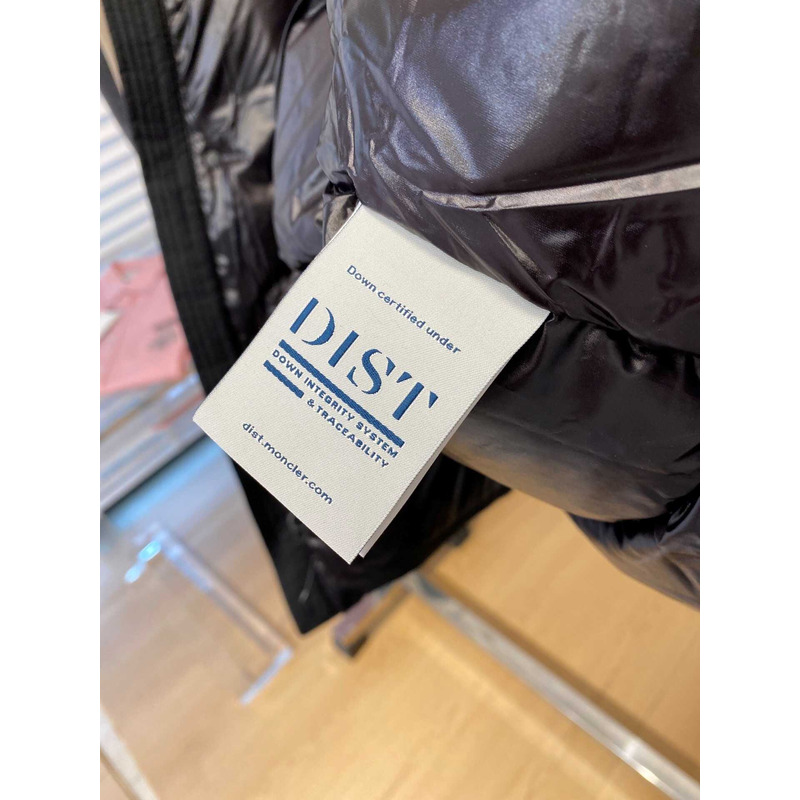 Down certified under
DIST
DOWN INTEGRITY SYSTEM
& TRACEABILITY
dist.moncler.com